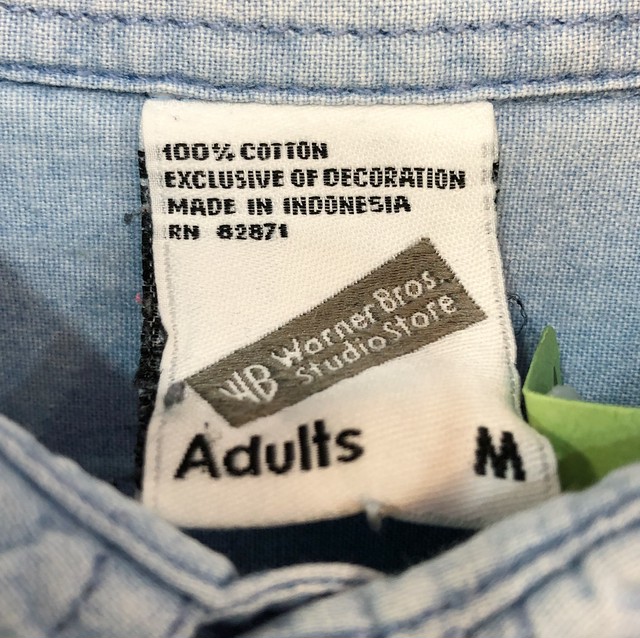 100% COTTON
EXCLUSIVE OF DECORATION
MADE IN INDONESIA
RN 82871
WB Warner Bros.
Studio Store
Adults M